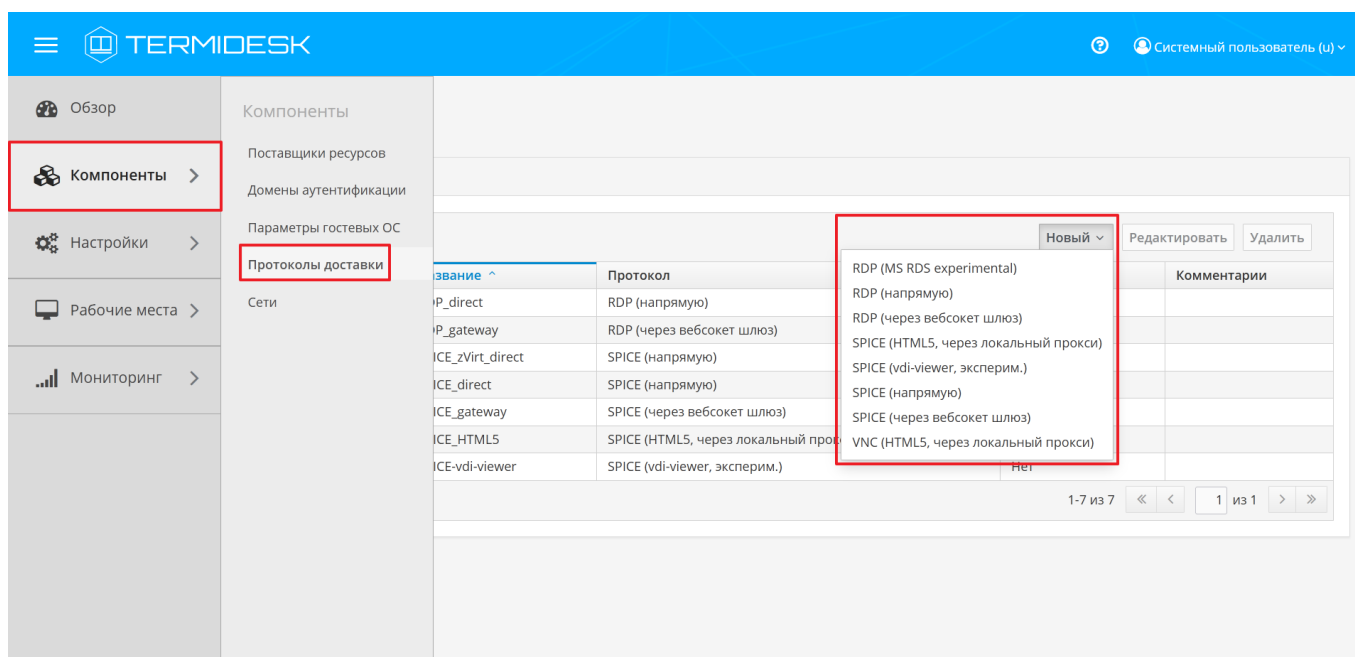 TERMIDESK
Системный пользователь (u)
Обзор
Компоненты
Настройки
Рабочие места
Мониторинг
Компоненты
Поставщики ресурсов
Домены аутентификации
Параметры гостевых ОС
Протоколы доставки
Сети
Новый
Редактировать
Удалить
RDP (MS RDS experimental)
RDP (напрямую)
RDP (через вебсокет шлюз)
SPICE (HTML5, через локальный прокси)
SPICE (vdi-viewer, эксперим.)
SPICE (напрямую)
SPICE (через вебсокет шлюз)
VNC (HTML5, через локальный прокси)
звание Протокол Комментарии
P_direct RDP (напрямую)
P_gateway RDP (через вебсокет шлюз)
ICE_zVirt_direct SPICE (напрямую)
ICE_direct SPICE (напрямую)
ICE_gateway SPICE (через вебсокет шлюз)
ICE_HTML5 SPICE (HTML5, через локальный прок
ICE-vdi-viewer SPICE (vdi-viewer, эксперим.) Нет
1-7 из 7 1 из 1